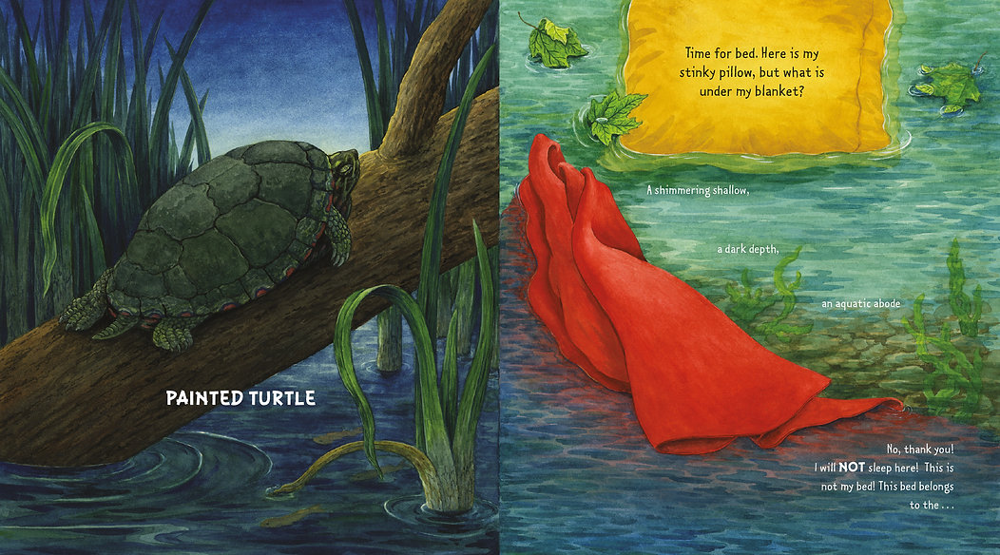 PAINTED TURTLE
Time for bed. Here is my
stinky pillow, but what is
under my blanket?
A shimmering shallow,
a dark depth,
an aquatic abode
No, thank you!
I will NOT sleep here! This is
not my bed! This bed belongs
to the . . .